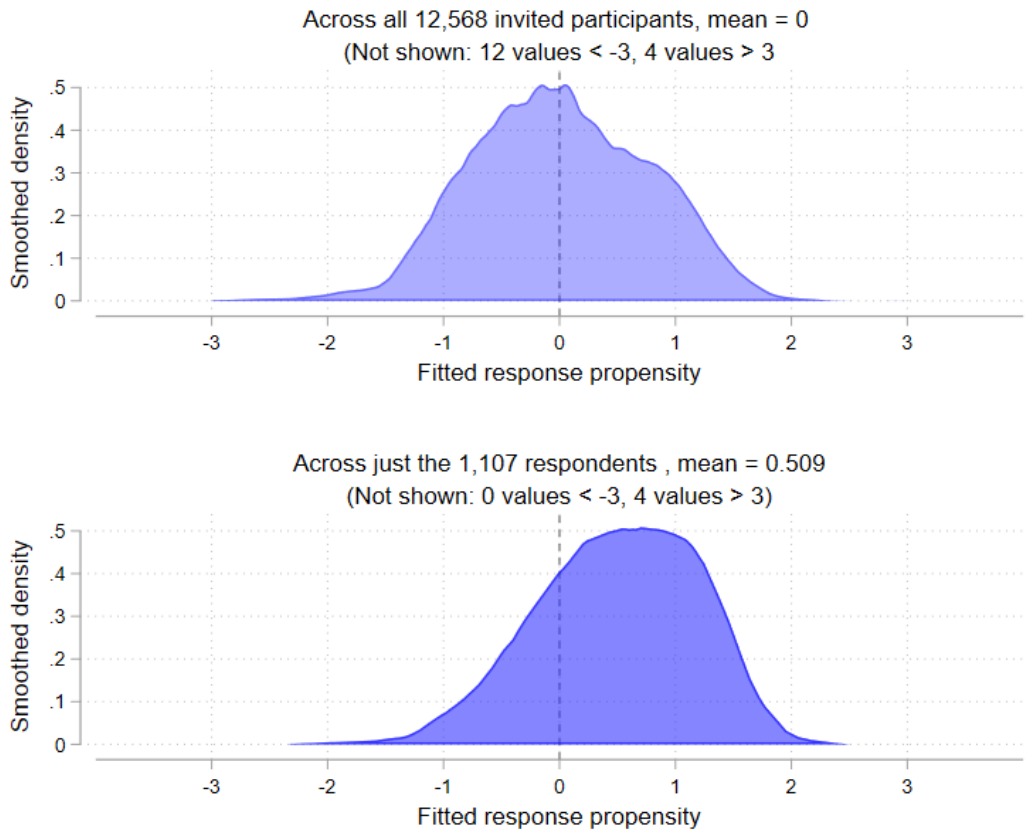 Across all 12,568 invited participants, mean = 0
(Not shown: 12 values < -3, 4 values > 3
Smoothed density
.5
.4
.3
.2
.1
0
-3 -2 -1 0 1 2 3
Fitted response propensity
Across just the 1,107 respondents , mean = 0.509
(Not shown: 0 values < -3, 4 values > 3)
Smoothed density
.5
.4
.3
.2
.1
0
-3 -2 -1 0 1 2 3
Fitted response propensity